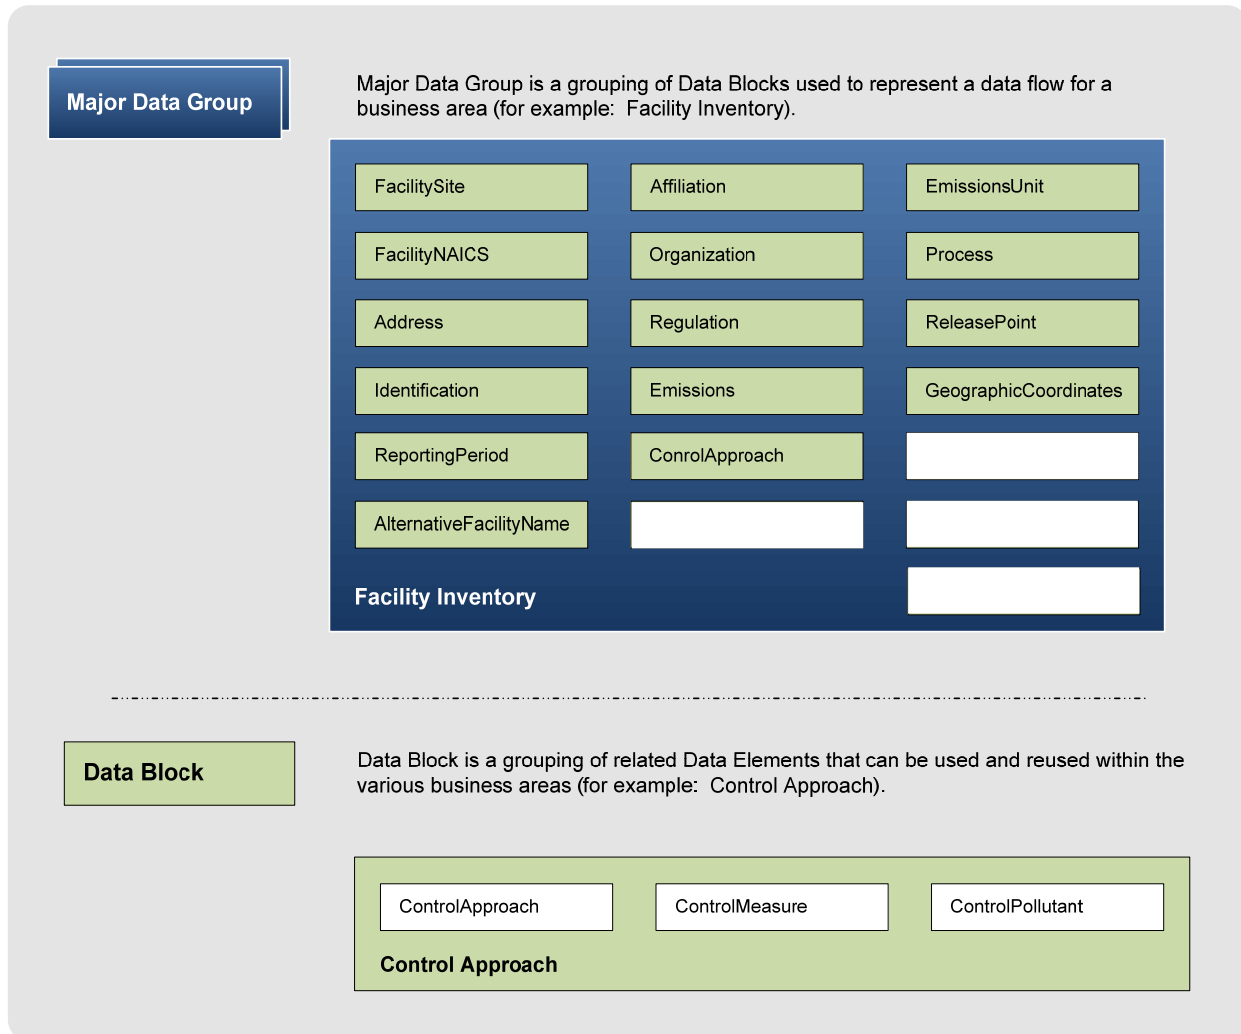 Major Data Group
Major Data Group is a grouping of Data Blocks used to represent a data flow for a
business area (for example:  Facility Inventory).
FacilitySite
Affiliation
EmissionsUnit
FacilityNAICS
Organization
Process
Address
Regulation
ReleasePoint
Identification
Emissions
GeographicCoordinates
ReportingPeriod
ConrolApproach
AlternativeFacilityName
Facility Inventory
Data Block
Data Block is a grouping of related Data Elements that can be used and reused within the
various business areas (for example:  Control Approach).
ControlApproach
ControlMeasure
ControlPollutant
Control Approach